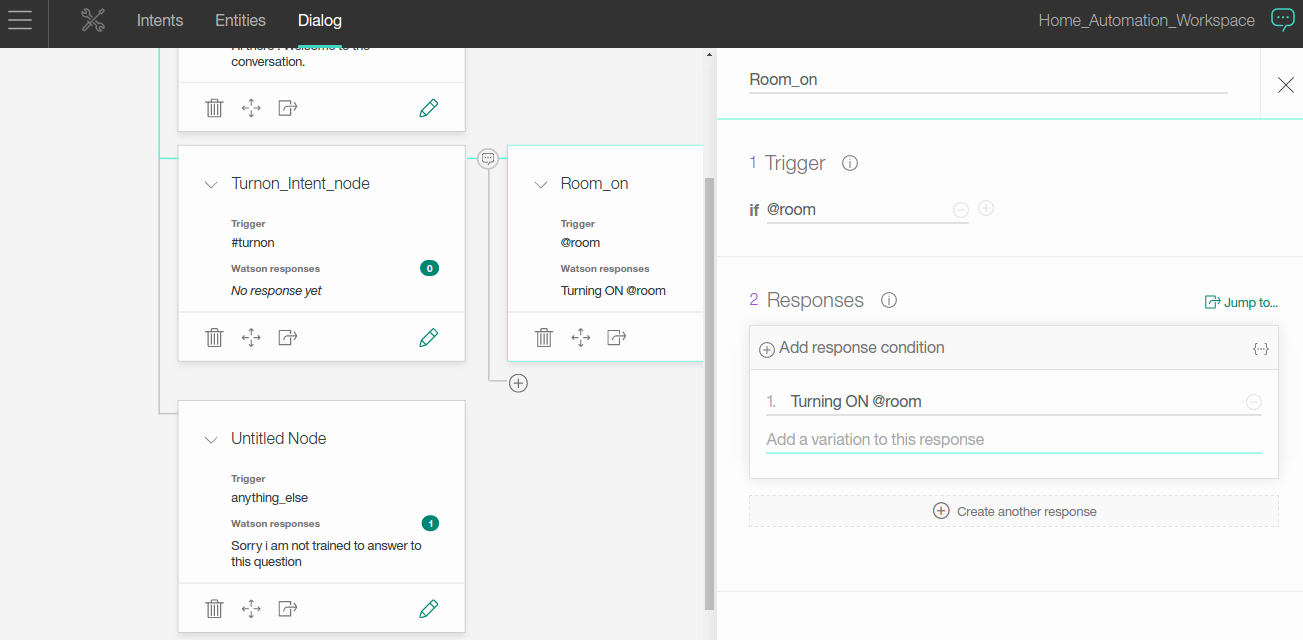 Intents
Entities
Dialog
Home_Automation_Workspace
conversation.
Turnon_Intent_node
Trigger
#turnon
Watson responses
0
No response yet
Room_on
Trigger
@room
Watson responses
Turning ON @room
Untitled Node
Trigger
anything_else
Watson responses
1
Sorry i am not trained to answer to
this question
Room_on
1 Trigger
if @room
2 Responses
Jump to...
Add response condition
{...}
1. Turning ON @room
Add a variation to this response
Create another response